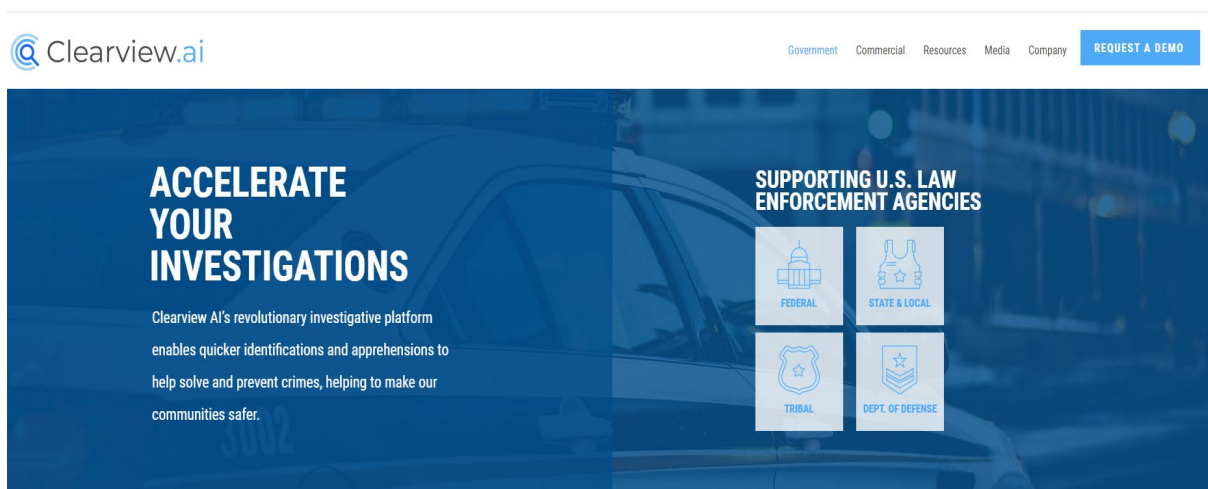 Clearview.ai
Government Commercial Resources Media Company REQUEST A DEMO
ACCELERATE
YOUR
INVESTIGATIONS
Clearview AI's revolutionary investigative platform
enables quicker identifications and apprehensions to
help solve and prevent crimes, helping to make our
communities safer.
3002
SUPPORTING U.S. LAW
ENFORCEMENT AGENCIES
FEDERAL
STATE & LOCAL
TRIBAL
DEPT. OF DEFENSE